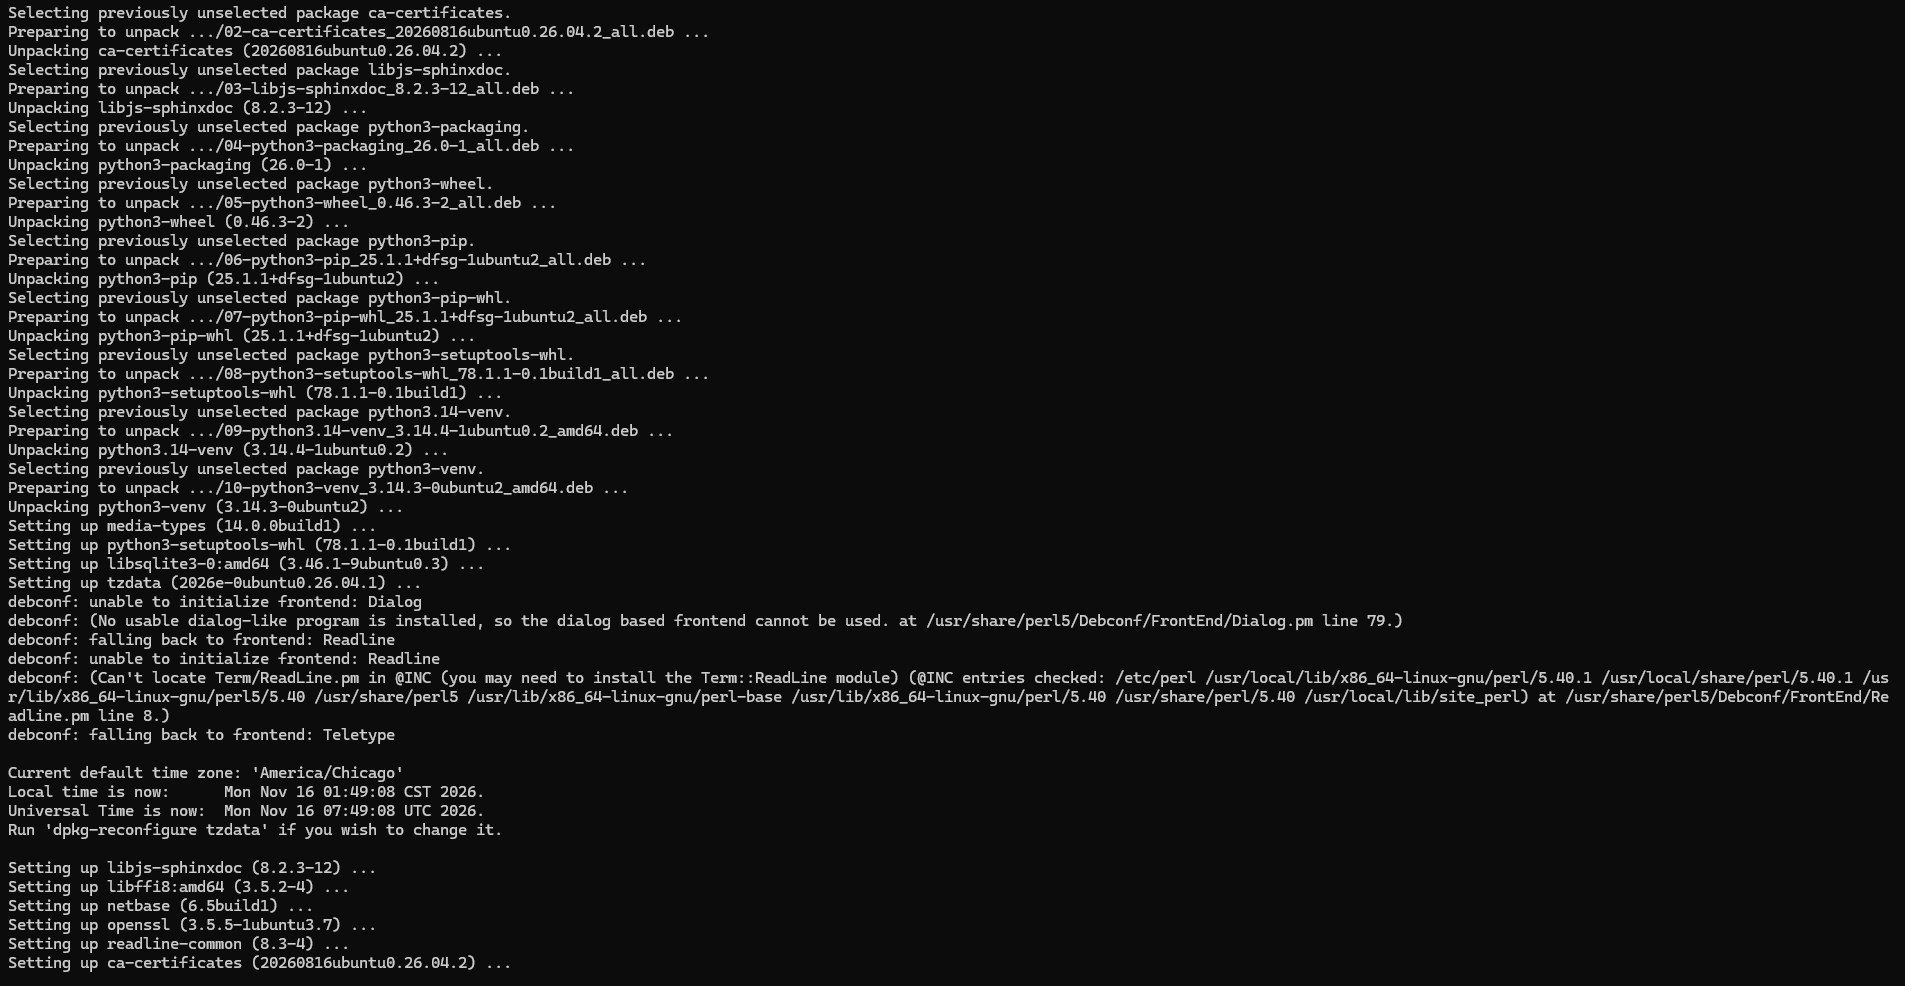 Selecting previously unselected package ca-certificates.
Preparing to unpack .../02-ca-certificates_20260816ubuntu0.26.04.2_all.deb ...
Unpacking ca-certificates (20260816ubuntu0.26.04.2) ...
Selecting previously unselected package libjs-sphinxdoc.
Preparing to unpack .../03-libjs-sphinxdoc_8.2.3-12_all.deb ...
Unpacking libjs-sphinxdoc (8.2.3-12) ...
Selecting previously unselected package python3-packaging.
Preparing to unpack .../04-python3-packaging_26.0-1_all.deb ...
Unpacking python3-packaging (26.0-1) ...
Selecting previously unselected package python3-wheel.
Preparing to unpack .../05-python3-wheel_0.46.3-2_all.deb ...
Unpacking python3-wheel (0.46.3-2) ...
Selecting previously unselected package python3-pip.
Preparing to unpack .../06-python3-pip_25.1.1+dfsg-1ubuntu2_all.deb ...
Unpacking python3-pip (25.1.1+dfsg-1ubuntu2) ...
Selecting previously unselected package python3-pip-whl.
Preparing to unpack .../07-python3-pip-whl_25.1.1+dfsg-1ubuntu2_all.deb ...
Unpacking python3-pip-whl (25.1.1+dfsg-1ubuntu2) ...
Selecting previously unselected package python3-setuptools-whl.
Preparing to unpack .../08-python3-setuptools-whl_78.1.1-0.1build1_all.deb ...
Unpacking python3-setuptools-whl (78.1.1-0.1build1) ...
Selecting previously unselected package python3.14-venv.
Preparing to unpack .../09-python3.14-venv_3.14.4-1ubuntu0.2_amd64.deb ...
Unpacking python3.14-venv (3.14.4-1ubuntu0.2) ...
Selecting previously unselected package python3-venv.
Preparing to unpack .../10-python3-venv_3.14.3-0ubuntu2_amd64.deb ...
Unpacking python3-venv (3.14.3-0ubuntu2) ...
Setting up media-types (14.0.0build1) ...
Setting up python3-setuptools-whl (78.1.1-0.1build1) ...
Setting up libsqlite3-0:amd64 (3.46.1-9ubuntu0.3) ...
Setting up tzdata (2026e-0ubuntu0.26.04.1) ...
debconf: unable to initialize frontend: Dialog
debconf: (No usable dialog-like program is installed, so the dialog based frontend cannot be used. at /usr/share/perl5/Debconf/FrontEnd/Dialog.pm line 79.)
debconf: falling back to frontend: Readline
debconf: unable to initialize frontend: Readline
debconf: (Can't locate Term/ReadLine.pm in @INC (you may need to install the Term::ReadLine module) (@INC entries checked: /etc/perl /usr/local/lib/x86_64-linux-gnu/perl/5.40.1 /usr/local/share/perl/5.40.1 /us
r/lib/x86_64-linux-gnu/perl5/5.40 /usr/share/perl5 /usr/lib/x86_64-linux-gnu/perl-base /usr/lib/x86_64-linux-gnu/perl/5.40 /usr/share/perl/5.40 /usr/local/lib/site_perl) at /usr/share/perl5/Debconf/FrontEnd/Re
adline.pm line 8.)
debconf: falling back to frontend: Teletype
Current default time zone: 'America/Chicago'
Local time is now:      Mon Nov 16 01:49:08 CST 2026.
Universal Time is now:  Mon Nov 16 07:49:08 UTC 2026.
Run 'dpkg-reconfigure tzdata' if you wish to change it.
Setting up libjs-sphinxdoc (8.2.3-12) ...
Setting up libffi8:amd64 (3.5.2-4) ...
Setting up netbase (6.5build1) ...
Setting up openssl (3.5.5-1ubuntu3.7) ...
Setting up readline-common (8.3-4) ...
Setting up ca-certificates (20260816ubuntu0.26.04.2) ...